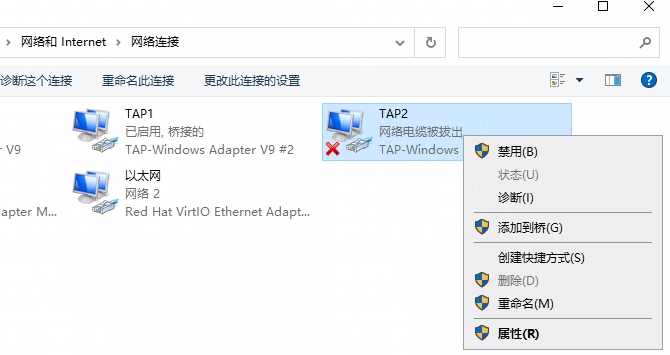 网络和 Internet
网络连接
诊断这个连接
重命名此连接
更改此连接的设置
?
V9
TAP1
已启用, 桥接的
TAP-Windows Adapter V9 #2
TAP2
网络电缆被拔出
TAP-Windows
dapter M...
以太网
网络 2
Red Hat VirtIO Ethernet Adapt...
禁用(B)
状态(U)
诊断(I)
添加到桥(G)
创建快捷方式(S)
删除(D)
重命名(M)
属性(R)